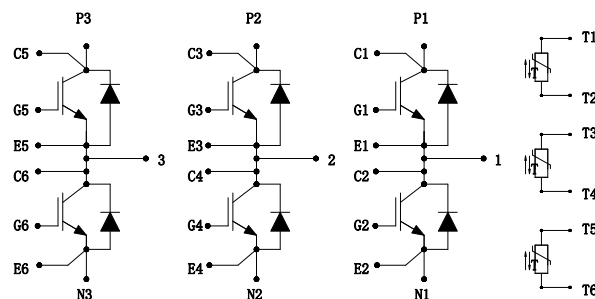 P3 P2 P1
C5 C3 C1 T1
G5 G3 G1 T2
E5 E3 E1 T3
3 2 1
C6 C4 C2 T4
G6 G4 G2 T5
E6 E4 E2
N3 N2 N1 T6
T
T
T